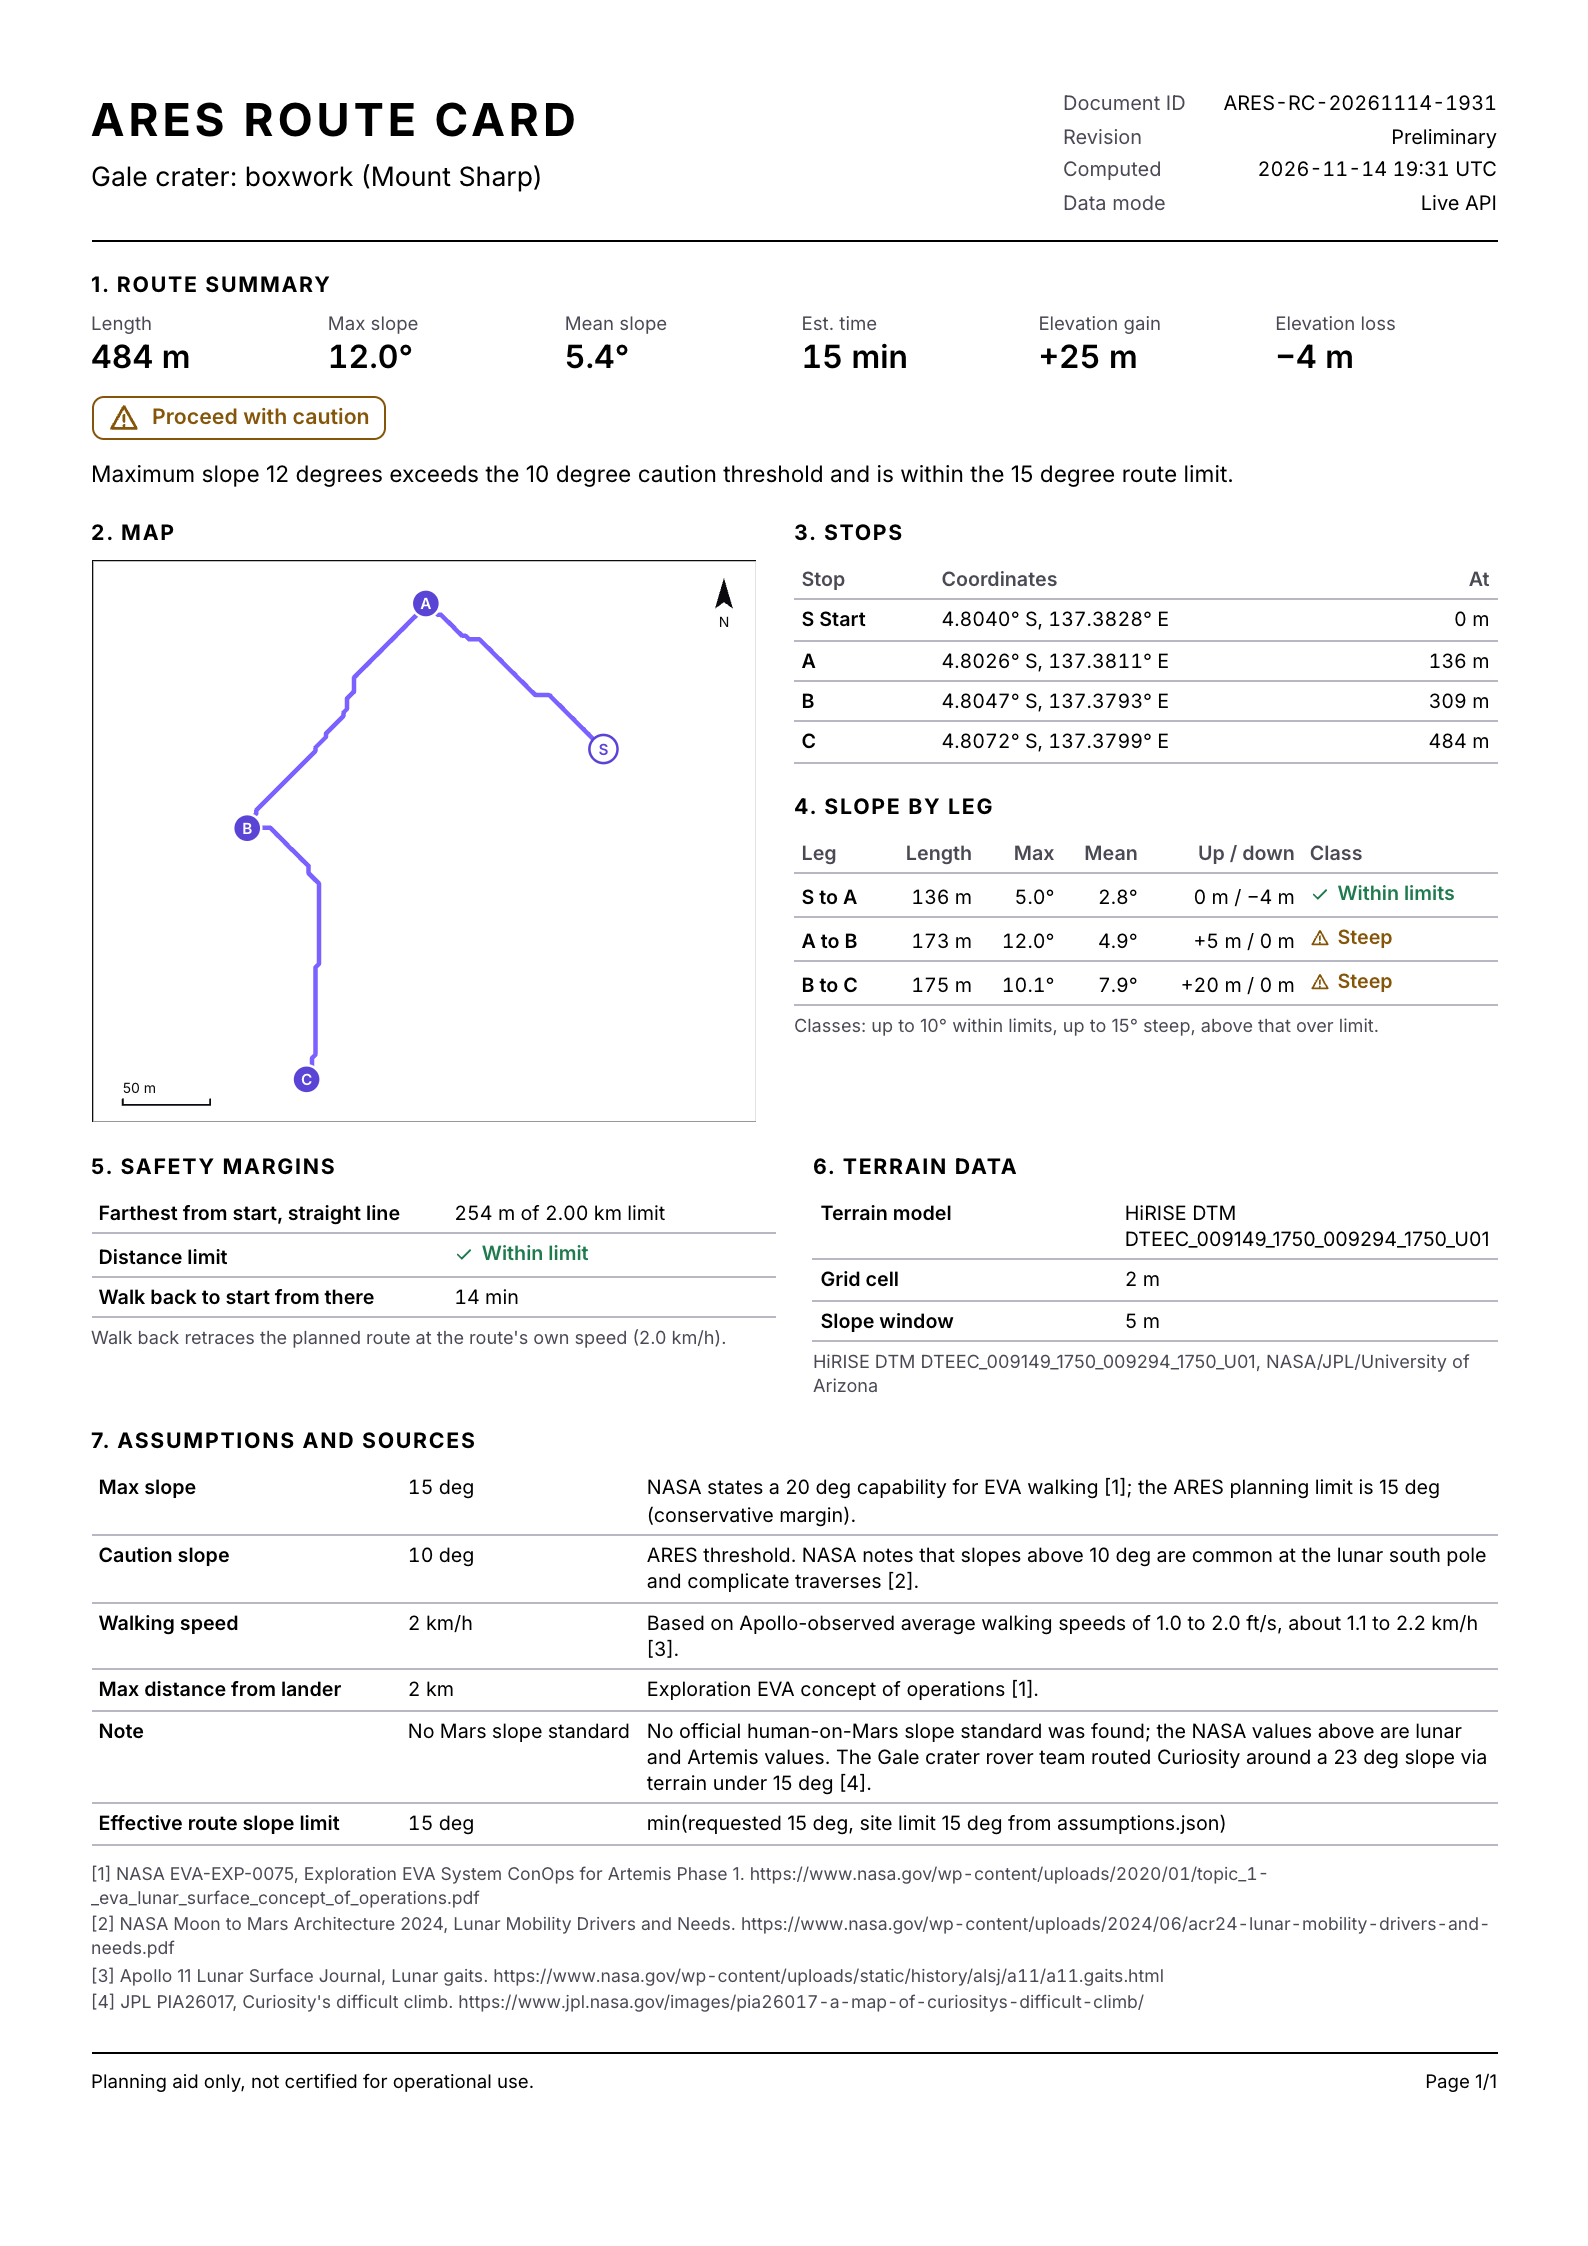 ARES ROUTE CARD
Gale crater: boxwork (Mount Sharp)
Document ID ARES-RC-20261114-1931
Revision Preliminary
Computed 2026-11-14 19:31 UTC
Data mode Live API
1. ROUTE SUMMARY
Length Max slope Mean slope Est. time Elevation gain Elevation loss
484 m 12.0° 5.4° 15 min +25 m −4 m
Proceed with caution
Maximum slope 12 degrees exceeds the 10 degree caution threshold and is within the 15 degree route limit.
2. MAP
A
N
S
B
C
50 m
3. STOPS
Stop Coordinates At
S Start 4.8040° S, 137.3828° E 0 m
A 4.8026° S, 137.3811° E 136 m
B 4.8047° S, 137.3793° E 309 m
C 4.8072° S, 137.3799° E 484 m
4. SLOPE BY LEG
Leg Length Max Mean Up / down Class
S to A 136 m 5.0° 2.8° 0 m / −4 m Within limits
A to B 173 m 12.0° 4.9° +5 m / 0 m Steep
B to C 175 m 10.1° 7.9° +20 m / 0 m Steep
Classes: up to 10° within limits, up to 15° steep, above that over limit.
5. SAFETY MARGINS
Farthest from start, straight line 254 m of 2.00 km limit
Distance limit Within limit
Walk back to start from there 14 min
Walk back retraces the planned route at the route's own speed (2.0 km/h).
6. TERRAIN DATA
Terrain model HiRISE DTM
DTEEC_009149_1750_009294_1750_U01
Grid cell 2 m
Slope window 5 m
HiRISE DTM DTEEC_009149_1750_009294_1750_U01, NASA/JPL/University of
Arizona
7. ASSUMPTIONS AND SOURCES
Max slope 15 deg NASA states a 20 deg capability for EVA walking [1]; the ARES planning limit is 15 deg
(conservative margin).
Caution slope 10 deg ARES threshold. NASA notes that slopes above 10 deg are common at the lunar south pole
and complicate traverses [2].
Walking speed 2 km/h Based on Apollo-observed average walking speeds of 1.0 to 2.0 ft/s, about 1.1 to 2.2 km/h
[3].
Max distance from lander 2 km Exploration EVA concept of operations [1].
Note No Mars slope standard No official human-on-Mars slope standard was found; the NASA values above are lunar
and Artemis values. The Gale crater rover team routed Curiosity around a 23 deg slope via
terrain under 15 deg [4].
Effective route slope limit 15 deg min(requested 15 deg, site limit 15 deg from assumptions.json)
[1] NASA EVA-EXP-0075, Exploration EVA System ConOps for Artemis Phase 1. https://www.nasa.gov/wp-content/uploads/2020/01/topic_1-
_eva_lunar_surface_concept_of_operations.pdf
[2] NASA Moon to Mars Architecture 2024, Lunar Mobility Drivers and Needs. https://www.nasa.gov/wp-content/uploads/2024/06/acr24-lunar-mobility-drivers-and-
needs.pdf
[3] Apollo 11 Lunar Surface Journal, Lunar gaits. https://www.nasa.gov/wp-content/uploads/static/history/alsj/a11/a11.gaits.html
[4] JPL PIA26017, Curiosity's difficult climb. https://www.jpl.nasa.gov/images/pia26017-a-map-of-curiositys-difficult-climb/
Planning aid only, not certified for operational use. Page 1/1